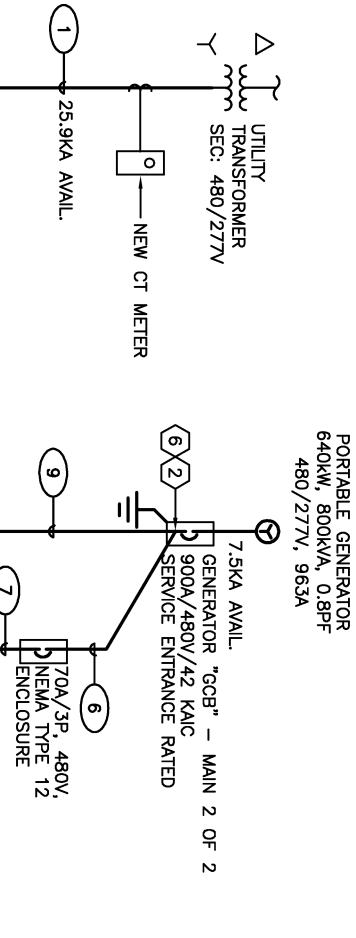 PORTABLE GENERATOR
640kW, 800kVA, 0.8PF
480/277V, 963A
UTILITY
TRANSFORMER
SEC: 480/277V
NEW CT METER
1
25.9KA AVAIL.
7.5KA AVAIL.
6
2
GENERATOR "GCB" – MAIN 2 OF 2
900A/480V/42 KAIC
SERVICE ENTRANCE RATED
9
7
6
70A/3P, 480V,
NEMA TYPE 12
ENCLOSURE